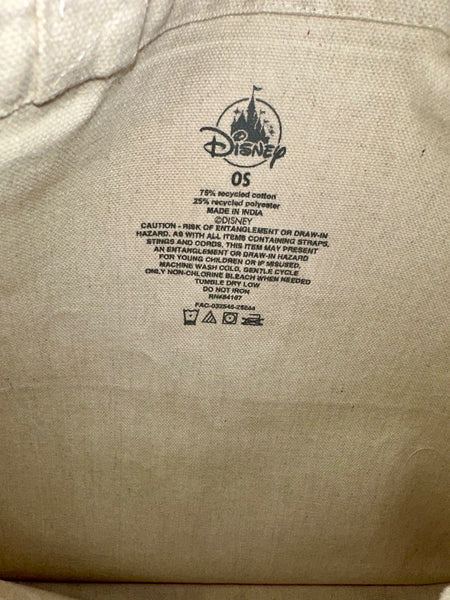 Disney
OS
75% recycled cotton
25% recycled polyester
MADE IN INDIA
©DISNEY
CAUTION - RISK OF ENTANGLEMENT OR DRAW-IN
HAZARD. AS WITH ALL ITEMS CONTAINING STRAPS,
STINGS AND CORDS, THIS ITEM MAY PRESENT
AN ENTANGLEMENT OR DRAW-IN HAZARD
FOR YOUNG CHILDREN OR IF MISUSED.
MACHINE WASH COLD, GENTLE CYCLE
ONLY NON-CHLORINE BLEACH WHEN NEEDED
TUMBLE DRY LOW
DO NOT IRON